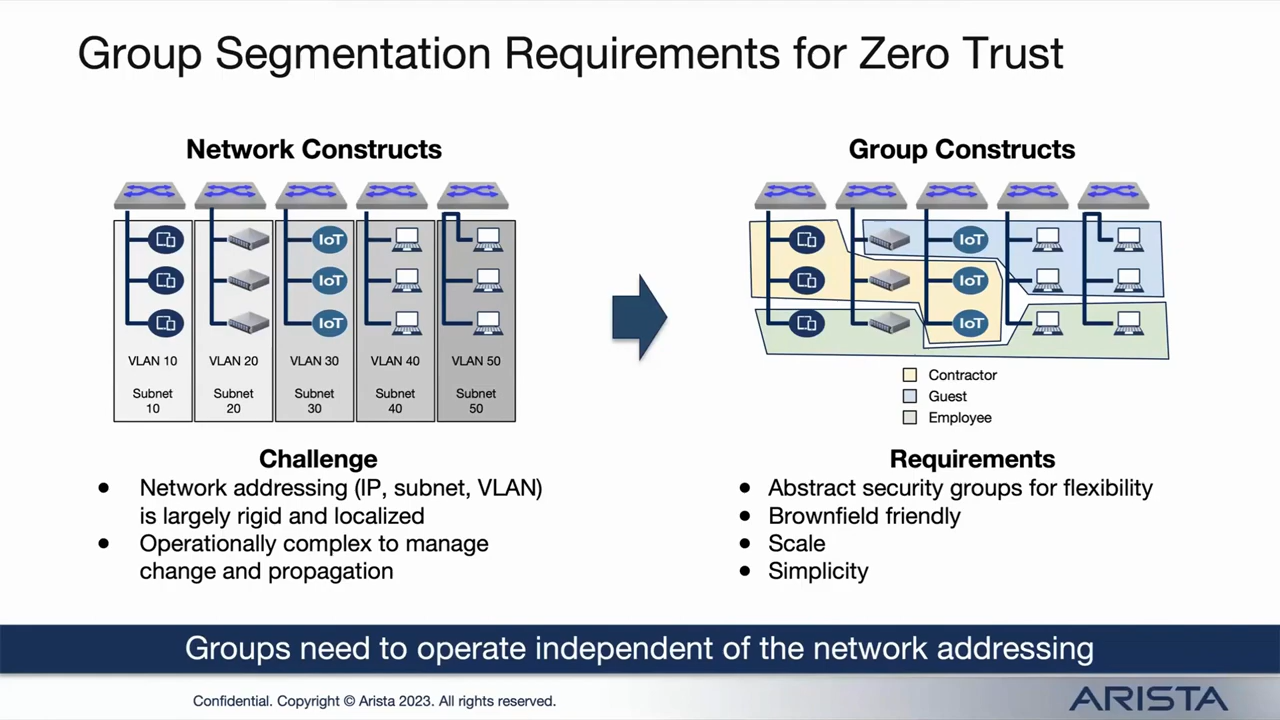 Group Segmentation Requirements for Zero Trust
Network Constructs
IoT
IoT
IoT
VLAN 10
VLAN 20
VLAN 30
VLAN 40
VLAN 50
Subnet
10
Subnet
20
Subnet
30
Subnet
40
Subnet
50
Challenge
● Network addressing (IP, subnet, VLAN)
is largely rigid and localized
● Operationally complex to manage
change and propagation
Group Constructs
IoT
IoT
IoT
Contractor
Guest
Employee
Requirements
● Abstract security groups for flexibility
● Brownfield friendly
● Scale
● Simplicity
Groups need to operate independent of the network addressing
Confidential. Copyright © Arista 2023. All rights reserved.
ARISTA